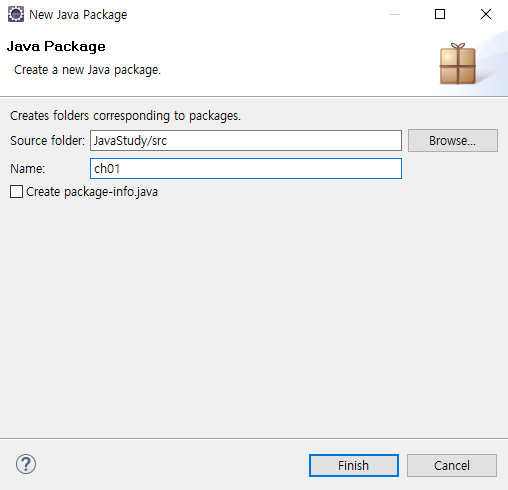 New Java Package
Java Package
Create a new Java package.
Creates folders corresponding to packages.
Source folder: JavaStudy/src Browse...
Name: ch01
Create package-info.java
? Finish Cancel